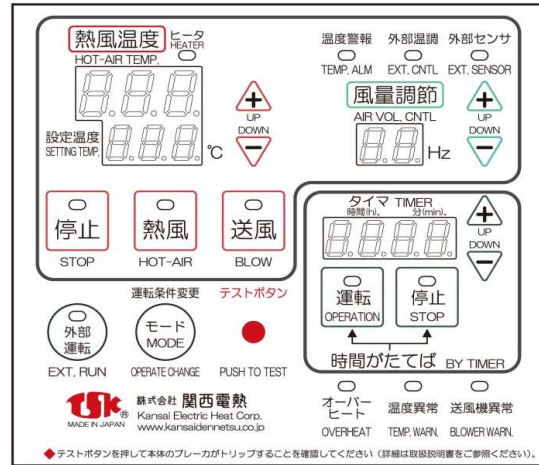 熱風温度
HOT-AIR TEMP.
ヒータ
HEATER
888
設定温度
SETTING TEMP.
888
℃
+
UP
DOWN
−
温度警報
TEMP. ALM
外部温調
EXT. CNTL
外部センサ
EXT. SENSOR
風量調節
AIR VOL. CNTL
88
Hz
+
UP
DOWN
−
停止
STOP
熱風
HOT-AIR
送風
BLOW
タイマ TIMER
時間(h). 分(min).
8888
+
UP
DOWN
−
運転
OPERATION
停止
STOP
時間がたてば BY TIMER
外部
運転
EXT. RUN
運転条件変更
モード
MODE
OPERATE CHANGE
テストボタン
PUSH TO TEST
オーバー
ヒート
OVERHEAT
温度異常
TEMP. WARN.
送風機異常
BLOWER WARN.
TSK®
MADE IN JAPAN
株式会社 関西電熱
Kansai Electric Heat Corp.
www.kansaidennetsu.co.jp
◆テストボタンを押して本体のブレーカがトリップすることを確認してください（詳細は取扱説明書をご参照ください）。